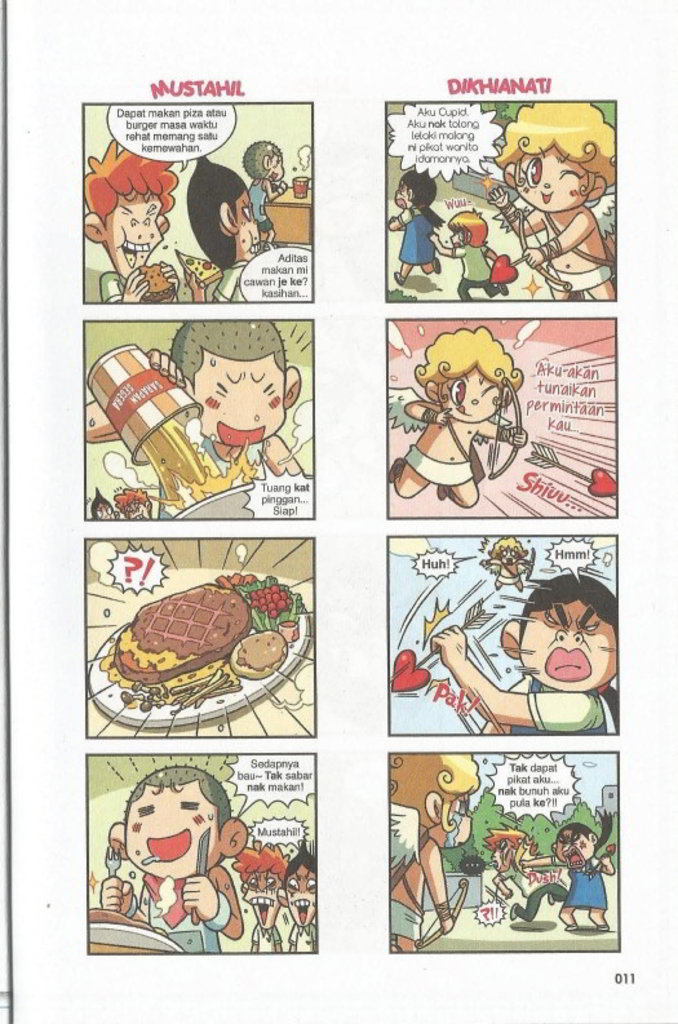 MUSTAHIL
Dapat makan piza atau
burger masa waktu
rehat memang satu
kemewahan.
Aditas
makan mi
cawan je ke?
kasihan...
SARAPAN
SEGERA
Tuang kat
pinggan...
Siap!
?!
Sedapnya
bau~ Tak sabar
nak makan!
Mustahil!
DIKHIANATI
Aku Cupid.
Aku nak tolong
lelaki malang
ni pikat wanita
idamannya.
Wuu..
Aku akan
tunaikan
permintaan
kau...
Shiuu...
Huh!
Hmm!
Pak!
Tak dapat
pikat aku...
nak bunuh aku
pula ke?!!
Dush!
?!!
011